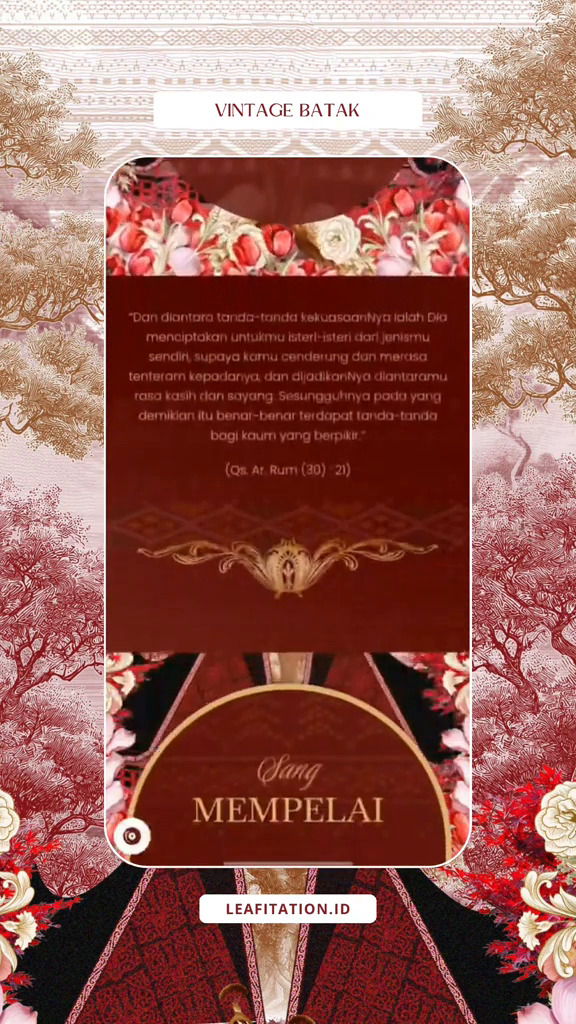 VINTAGE BATAK
“Dan diantara tanda-tanda kekuasaanNya ialah Dia
menciptakan untukmu isteri-isteri dari jenismu
sendiri, supaya kamu cenderung dan merasa
tenteram kepadanya, dan dijadikanNya diantaramu
rasa kasih dan sayang. Sesungguhnya pada yang
demikian itu benar-benar terdapat tanda-tanda
bagi kaum yang berpikir.”
(Qs. Ar. Rum (30) : 21)
Sang
MEMPELAI
LEAFITATION.ID